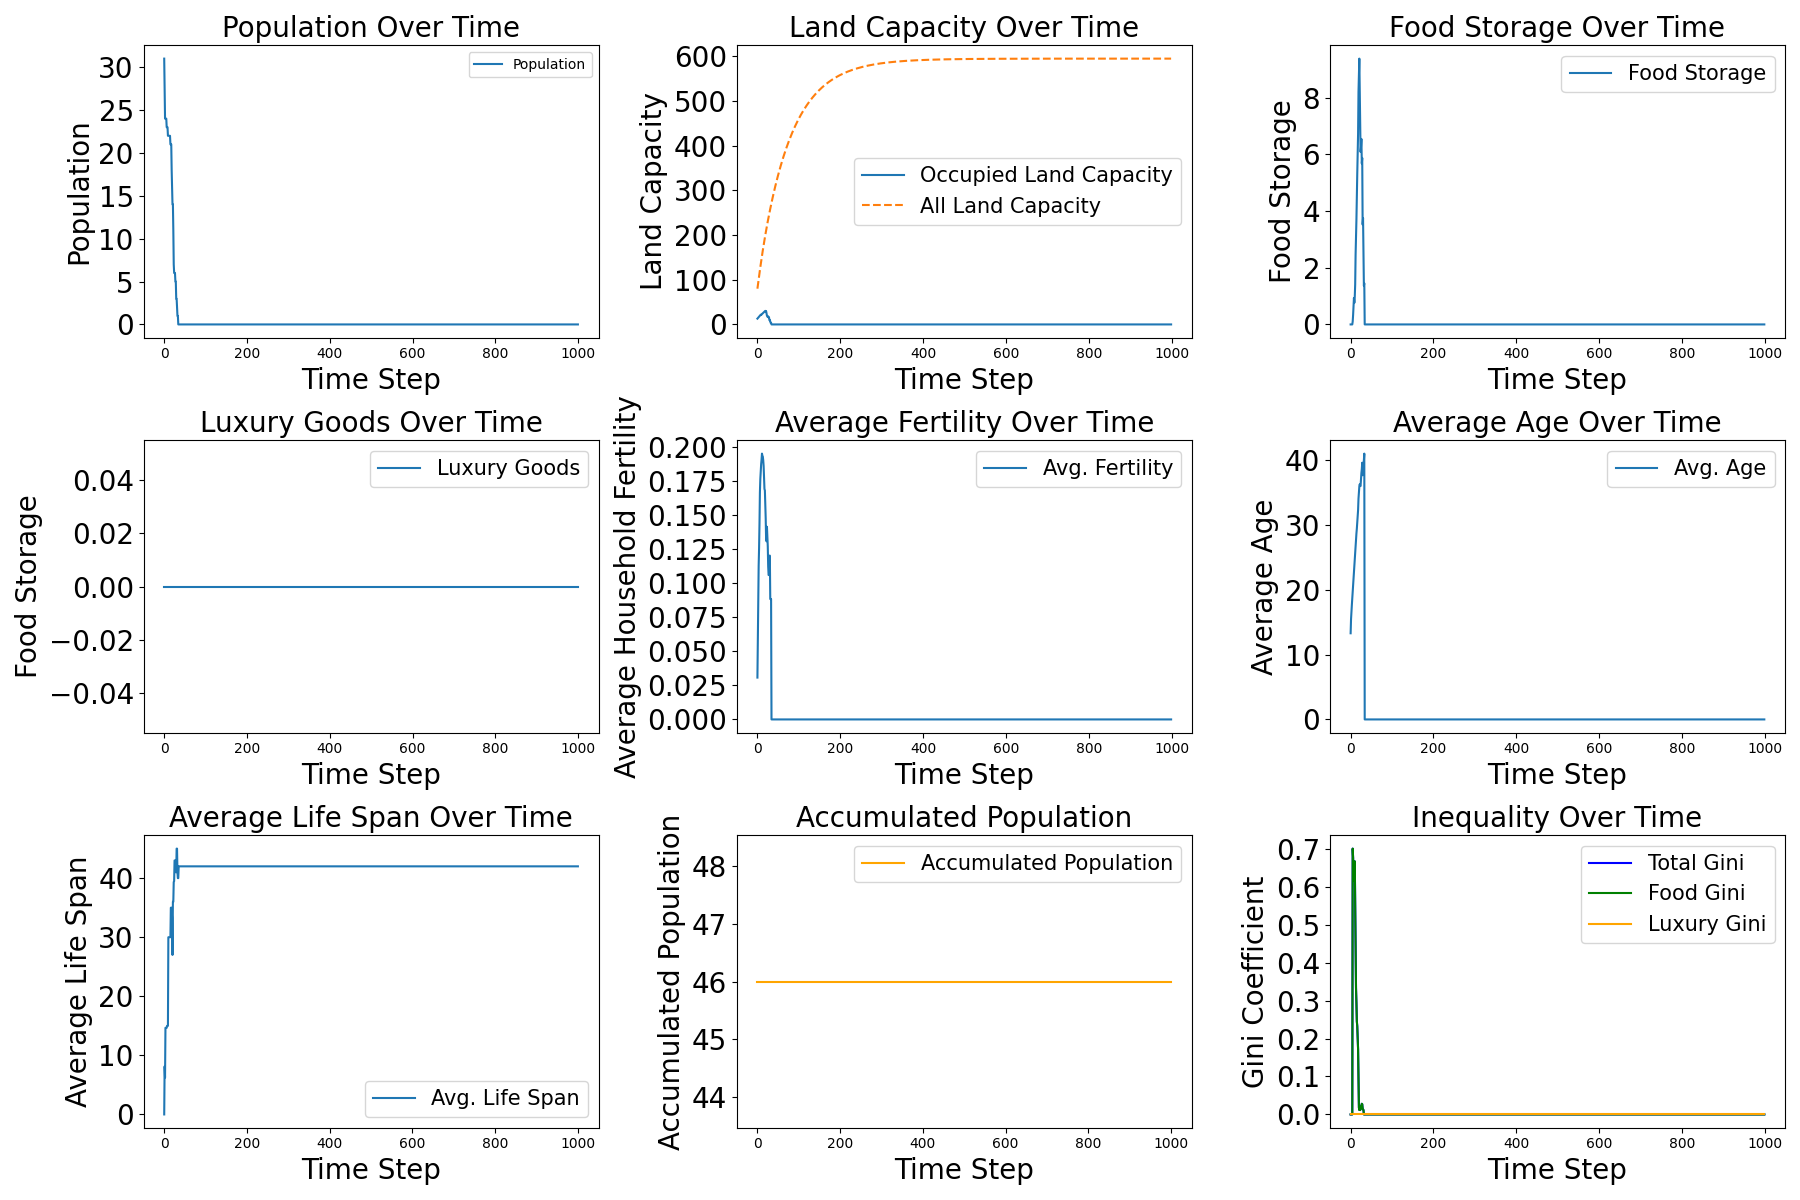 Population Over Time
Population
30
25
20
15
10
5
0
Population
0 200 400 600 800 1000
Time Step
Land Capacity Over Time
Land Capacity
600
500
400
300
200
100
0
Occupied Land Capacity
All Land Capacity
0 200 400 600 800 1000
Time Step
Food Storage Over Time
Food Storage
8
6
4
2
0
Food Storage
0 200 400 600 800 1000
Time Step
Luxury Goods Over Time
Food Storage
0.04
0.02
0.00
−0.02
−0.04
Luxury Goods
0 200 400 600 800 1000
Time Step
Average Fertility Over Time
Average Household Fertility
0.200
0.175
0.150
0.125
0.100
0.075
0.050
0.025
0.000
Avg. Fertility
0 200 400 600 800 1000
Time Step
Average Age Over Time
Average Age
40
30
20
10
0
Avg. Age
0 200 400 600 800 1000
Time Step
Average Life Span Over Time
Average Life Span
40
30
20
10
0
Avg. Life Span
0 200 400 600 800 1000
Time Step
Accumulated Population
Accumulated Population
48
47
46
45
44
Accumulated Population
0 200 400 600 800 1000
Time Step
Inequality Over Time
Gini Coefficient
0.7
0.6
0.5
0.4
0.3
0.2
0.1
0.0
Total Gini
Food Gini
Luxury Gini
0 200 400 600 800 1000
Time Step